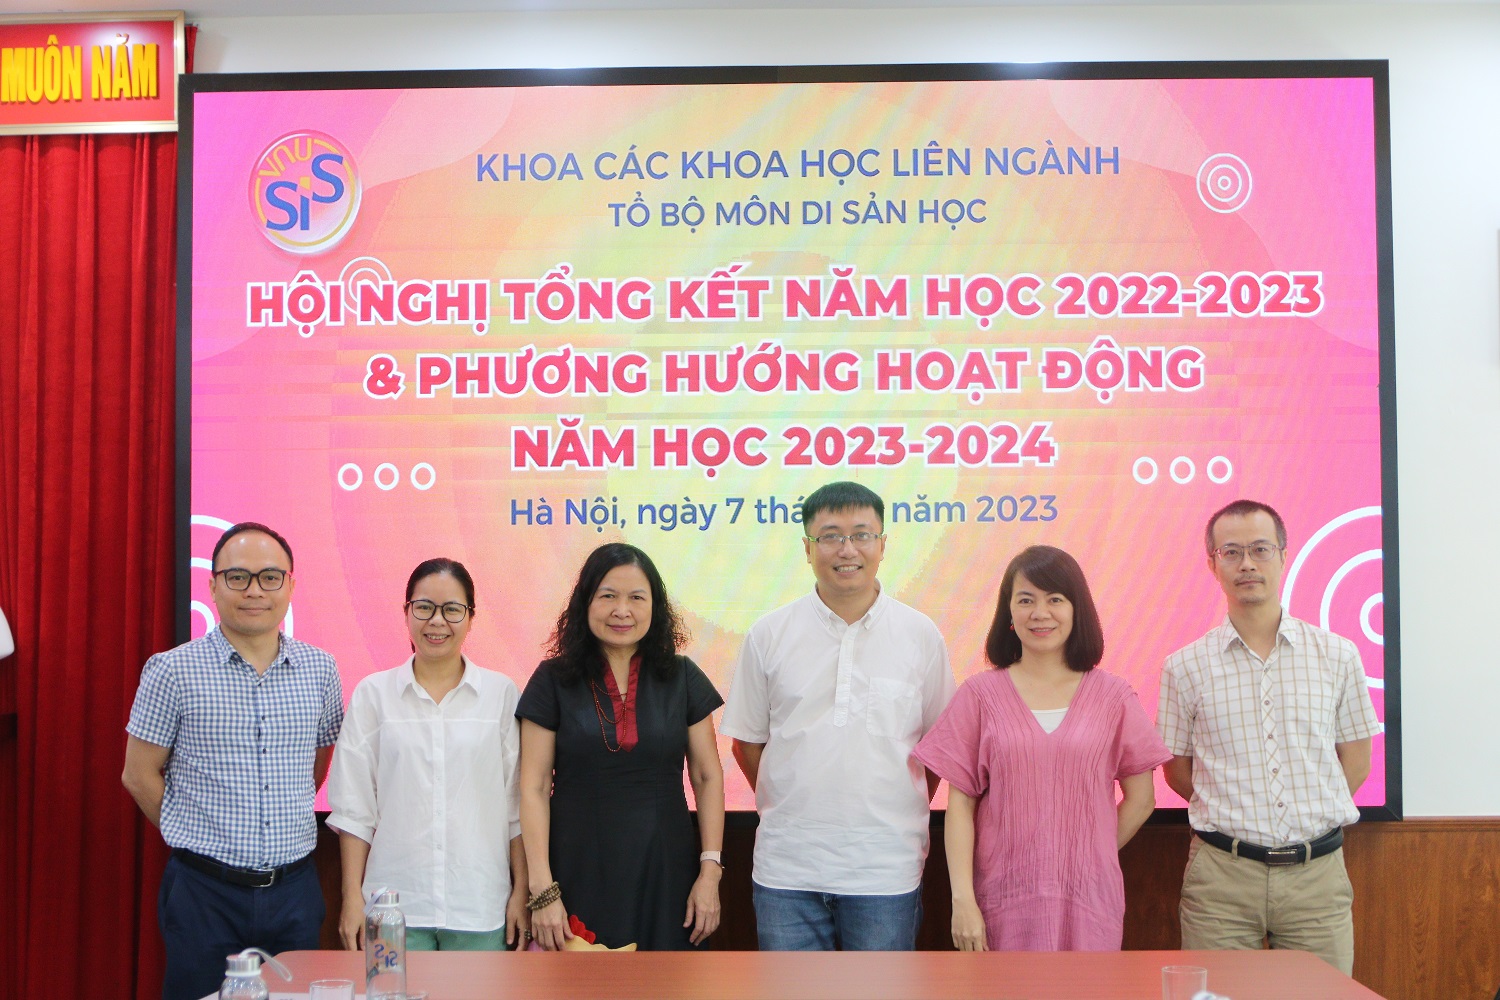 MUÔN NĂM
VNU
SiS
KHOA CÁC KHOA HỌC LIÊN NGÀNH
TỔ BỘ MÔN DI SẢN HỌC
HỘI NGHỊ TỔNG KẾT NĂM HỌC 2022-2023
& PHƯƠNG HƯỚNG HOẠT ĐỘNG
NĂM HỌC 2023-2024
Hà Nội, ngày 7 năm 2023
SiS